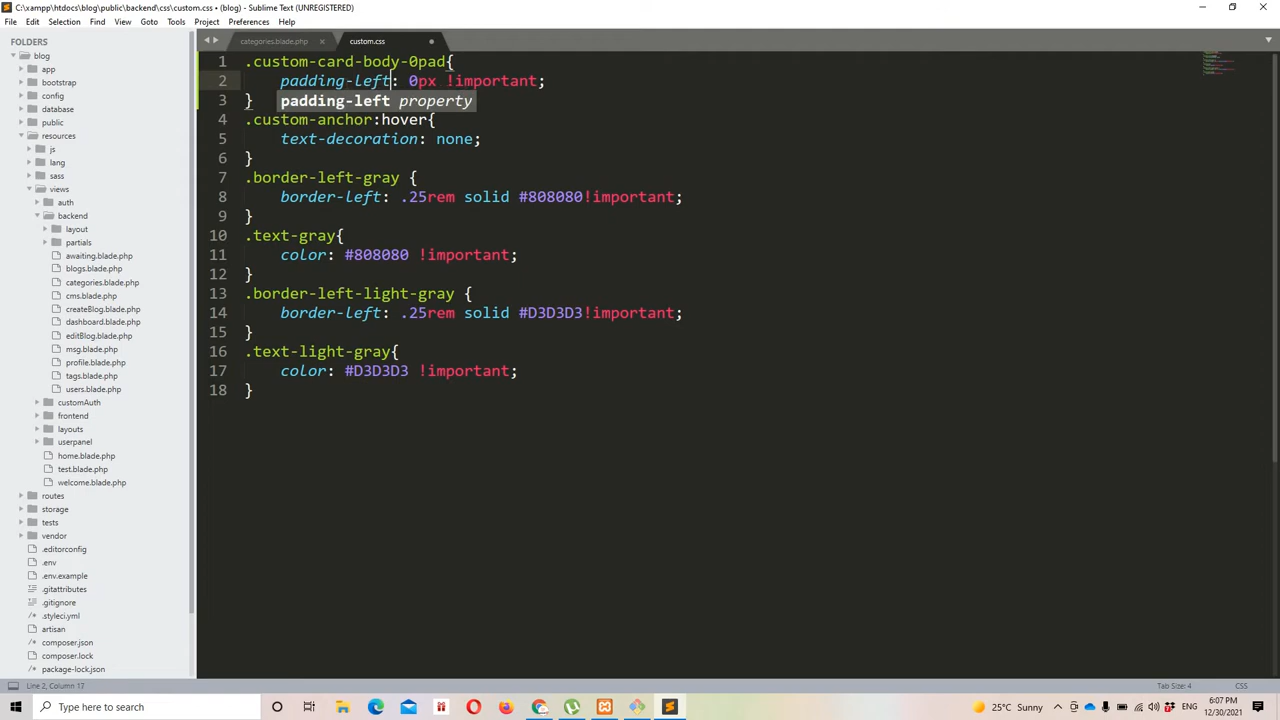 C:\xampp\htdocs\blog\public\backend\css\custom.css • (blog) - Sublime Text (UNREGISTERED)
File Edit Selection Find View Goto Tools Project Preferences Help
FOLDERS
blog
app
bootstrap
config
database
public
resources
js
lang
sass
views
auth
backend
layout
partials
awaiting.blade.php
blogs.blade.php
categories.blade.php
cms.blade.php
createBlog.blade.php
dashboard.blade.php
editBlog.blade.php
msg.blade.php
profile.blade.php
tags.blade.php
users.blade.php
customAuth
frontend
layouts
userpanel
home.blade.php
test.blade.php
welcome.blade.php
routes
storage
tests
vendor
.editorconfig
.env
.env.example
.gitattributes
.gitignore
.styleci.yml
artisan
composer.json
composer.lock
package-lock.json
categories.blade.php custom.css
1 .custom-card-body-0pad{
2 padding-left: 0px !important;
3 }
padding-left property
4 .custom-anchor:hover{
5 text-decoration: none;
6 }
7 .border-left-gray {
8 border-left: .25rem solid #808080!important;
9 }
10 .text-gray{
11 color: #808080 !important;
12 }
13 .border-left-light-gray {
14 border-left: .25rem solid #D3D3D3!important;
15 }
16 .text-light-gray{
17 color: #D3D3D3 !important;
18 }
Line 2, Column 17
Tab Size: 4 CSS
Type here to search
25°C Sunny
6:07 PM
12/30/2021